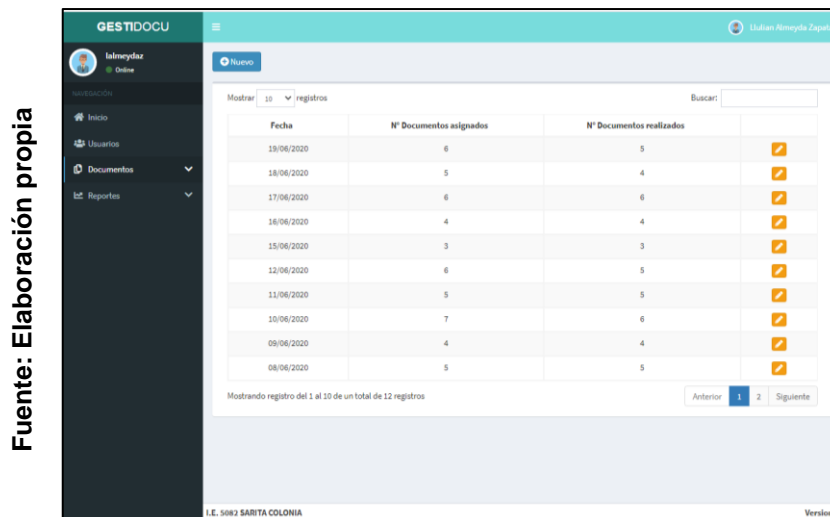 Fuente: Elaboración propia
GESTIDOCU
Llulian Almeyda Zapata
lalmeydaz
Online
Nuevo
NAVEGACIÓN
Inicio
Usuarios
Documentos
Reportes
Mostrar 10 registros Buscar:
Fecha N° Documentos asignados N° Documentos realizados
19/06/2020 6 5
18/06/2020 5 4
17/06/2020 6 6
16/06/2020 4 4
15/06/2020 3 3
12/06/2020 6 5
11/06/2020 5 5
10/06/2020 7 6
09/06/2020 4 4
08/06/2020 5 5
Mostrando registro del 1 al 10 de un total de 12 registros Anterior 1 2 Siguiente
I.E. 5082 SARITA COLONIA Version